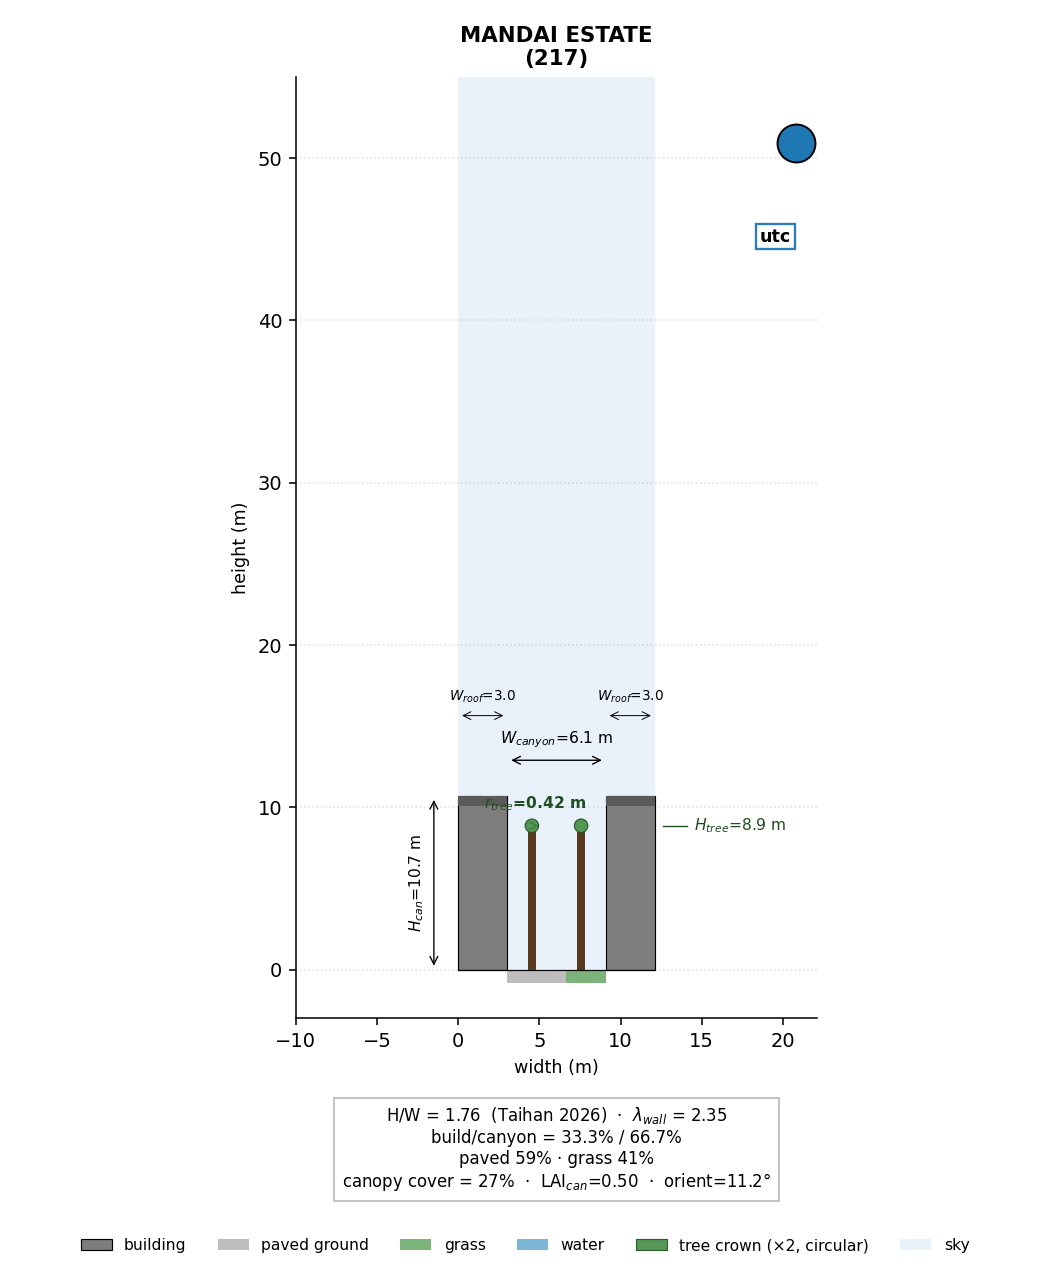 MANDAI ESTATE
(217)
50
utc
40
30
height (m)
20
W_roof=3.0
W_roof=3.0
W_canyon=6.1 m
10
r_tree=0.42 m
H_tree=8.9 m
H_can=10.7 m
0
−10
−5
0
5
10
15
20
width (m)
H/W = 1.76 (Taihan 2026) · λ_wall = 2.35
build/canyon = 33.3% / 66.7%
paved 59% · grass 41%
canopy cover = 27% · LAI_can=0.50 · orient=11.2°
building
paved ground
grass
water
tree crown (×2, circular)
sky